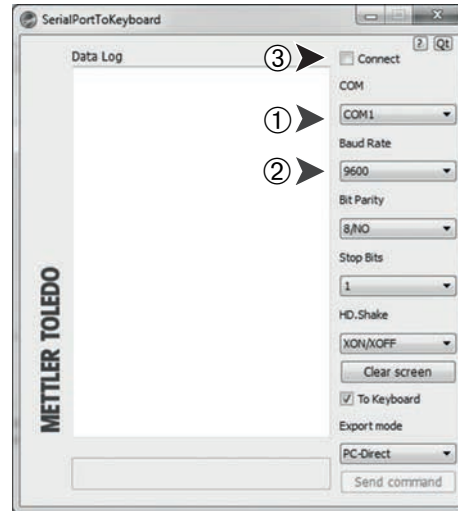 SerialPortToKeyboard
? Qt
Data Log
③
Connect
COM
①
COM1
Baud Rate
②
9600
Bit Parity
8/NO
Stop Bits
1
HD.Shake
XON/XOFF
Clear screen
To Keyboard
Export mode
PC-Direct
Send command
METTLER TOLEDO